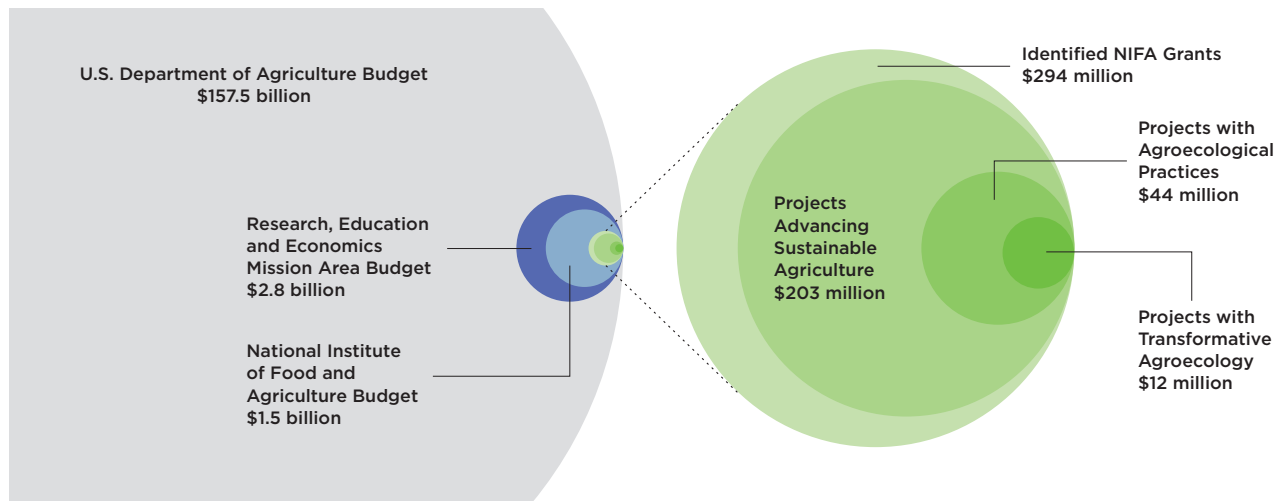 U.S. Department of Agriculture Budget
$157.5 billion
Research, Education
and Economics
Mission Area Budget
$2.8 billion
National Institute
of Food and
Agriculture Budget
$1.5 billion
Identified NIFA Grants
$294 million
Projects with
Agroecological
Practices
$44 million
Projects
Advancing
Sustainable
Agriculture
$203 million
Projects with
Transformative
Agroecology
$12 million